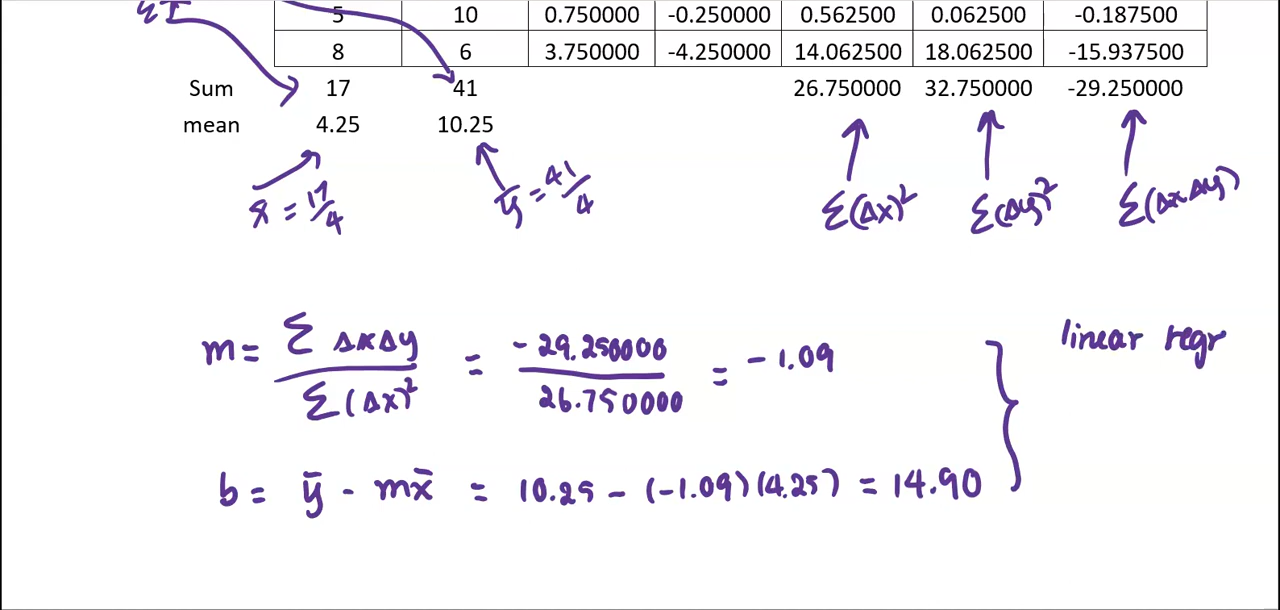 ΣI
5 10 0.750000 -0.250000 0.562500 0.062500 -0.187500
8 6 3.750000 -4.250000 14.062500 18.062500 -15.937500
Sum 17 41 26.750000 32.750000 -29.250000
mean 4.25 10.25
x̄ = 17/4 ȳ = 41/4 Σ(Δx)² Σ(Δy)² Σ(ΔxΔy)
m = Σ ΔxΔy / Σ(Δx)² = -29.250000 / 26.750000 = -1.09 linear regr
b = ȳ - mx̄ = 10.25 - (-1.09)(4.25) = 14.90